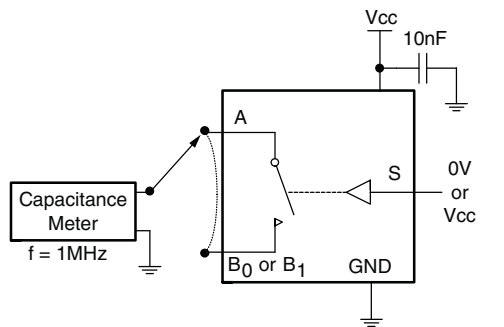 Vcc
10nF
A
S
0V
or
Vcc
Capacitance
Meter
f = 1MHz
B0 or B1
GND